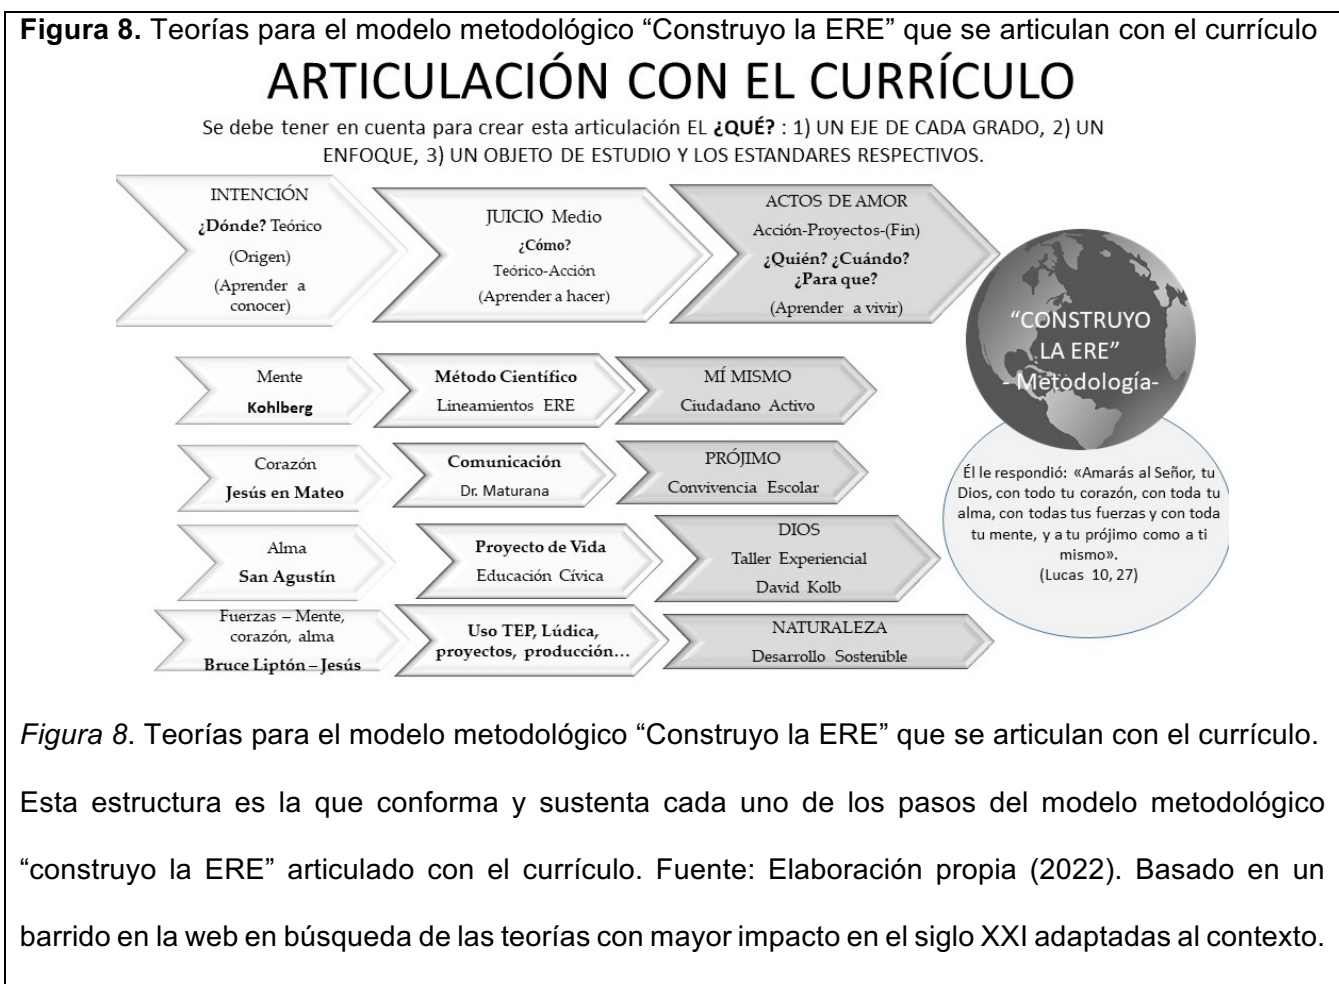 Figura 8. Teorías para el modelo metodológico “Construyo la ERE” que se articulan con el currículo
ARTICULACIÓN CON EL CURRÍCULO
Se debe tener en cuenta para crear esta articulación EL ¿QUÉ? : 1) UN EJE DE CADA GRADO, 2) UN
ENFOQUE, 3) UN OBJETO DE ESTUDIO Y LOS ESTANDARES RESPECTIVOS.
INTENCIÓN
¿Dónde? Teórico
(Origen)
(Aprender a
conocer)
JUICIO Medio
¿Cómo?
Teórico-Acción
(Aprender a hacer)
ACTOS DE AMOR
Acción-Proyectos-(Fin)
¿Quién? ¿Cuándo?
¿Para que?
(Aprender a vivir)
“CONSTRUYO
LA ERE”
- Metodología-
Mente
Kohlberg
Método Científico
Lineamientos ERE
MÍ MISMO
Ciudadano Activo
Corazón
Jesús en Mateo
Comunicación
Dr. Maturana
PRÓJIMO
Convivencia Escolar
Alma
San Agustín
Proyecto de Vida
Educación Cívica
DIOS
Taller Experiencial
David Kolb
Fuerzas – Mente,
corazón, alma
Bruce Liptón – Jesús
Uso TEP, Lúdica,
proyectos, producción...
NATURALEZA
Desarrollo Sostenible
Él le respondió: «Amarás al Señor, tu
Dios, con todo tu corazón, con toda tu
alma, con todas tus fuerzas y con toda
tu mente, y a tu prójimo como a ti
mismo».
(Lucas 10, 27)
Figura 8. Teorías para el modelo metodológico “Construyo la ERE” que se articulan con el currículo.
Esta estructura es la que conforma y sustenta cada uno de los pasos del modelo metodológico
“construyo la ERE” articulado con el currículo. Fuente: Elaboración propia (2022). Basado en un
barrido en la web en búsqueda de las teorías con mayor impacto en el siglo XXI adaptadas al contexto.